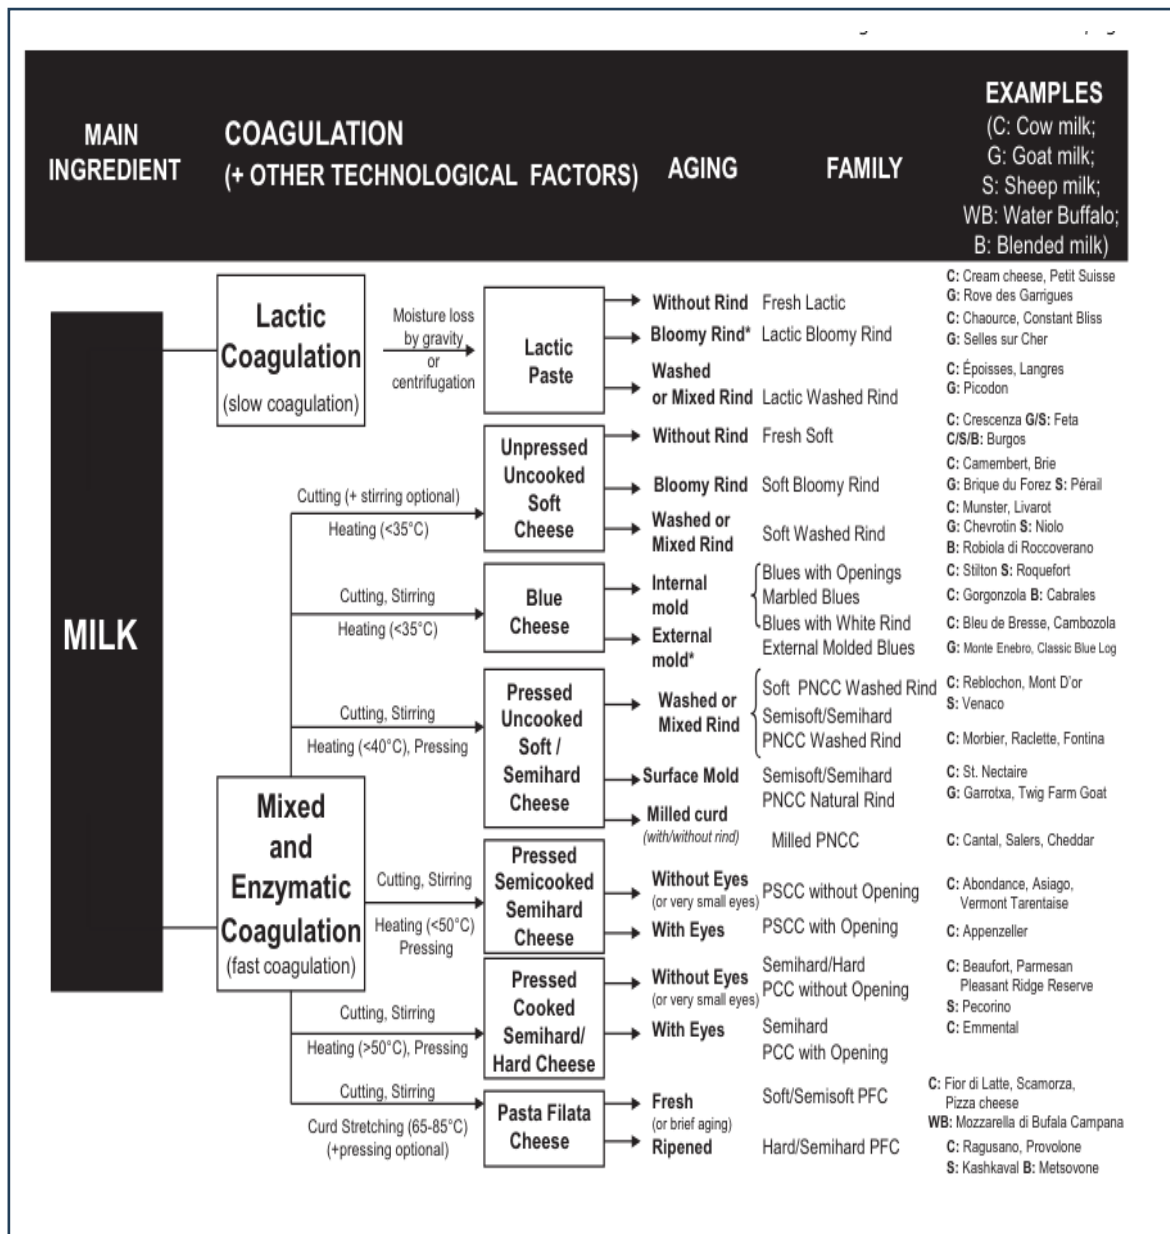 MAIN
INGREDIENT
COAGULATION
(+ OTHER TECHNOLOGICAL FACTORS)
AGING
FAMILY
EXAMPLES
(C: Cow milk;
G: Goat milk;
S: Sheep milk;
WB: Water Buffalo;
B: Blended milk)
MILK
Lactic
Coagulation
(slow coagulation)
Moisture loss
by gravity
or
centrifugation
Lactic
Paste
Without Rind Fresh Lactic
C: Cream cheese, Petit Suisse
G: Rove des Garrigues
Bloomy Rind* Lactic Bloomy Rind
C: Chaource, Constant Bliss
G: Selles sur Cher
Washed
or Mixed Rind Lactic Washed Rind
C: Époisses, Langres
G: Picodon
Mixed
and
Enzymatic
Coagulation
(fast coagulation)
Cutting (+ stirring optional)
Heating (<35°C)
Unpressed
Uncooked
Soft
Cheese
Without Rind Fresh Soft
C: Crescenza G/S: Feta
C/S/B: Burgos
Bloomy Rind Soft Bloomy Rind
C: Camembert, Brie
G: Brique du Forez S: Pérail
Washed or
Mixed Rind
Soft Washed Rind
C: Munster, Livarot
G: Chevrotin S: Niolo
B: Robiola di Roccoverano
Cutting, Stirring
Heating (<35°C)
Blue
Cheese
Internal
mold
Blues with Openings
C: Stilton S: Roquefort
Marbled Blues
C: Gorgonzola B: Cabrales
Blues with White Rind
C: Bleu de Bresse, Cambozola
External
mold*
External Molded Blues
G: Monte Enebro, Classic Blue Log
Cutting, Stirring
Heating (<40°C), Pressing
Pressed
Uncooked
Soft /
Semihard
Cheese
Washed or
Mixed Rind
Soft PNCC Washed Rind
C: Reblochon, Mont D'or
S: Venaco
Semisoft/Semihard
PNCC Washed Rind
C: Morbier, Raclette, Fontina
Surface Mold
Semisoft/Semihard
PNCC Natural Rind
C: St. Nectaire
G: Garrotxa, Twig Farm Goat
Milled curd
(with/without rind)
Milled PNCC
C: Cantal, Salers, Cheddar
Cutting, Stirring
Heating (<50°C)
Pressing
Pressed
Semicooked
Semihard
Cheese
Without Eyes
(or very small eyes)
PSCC without Opening
C: Abondance, Asiago,
Vermont Tarentaise
With Eyes
PSCC with Opening
C: Appenzeller
Cutting, Stirring
Heating (>50°C), Pressing
Pressed
Cooked
Semihard/
Hard Cheese
Without Eyes
(or very small eyes)
Semihard/Hard
PCC without Opening
C: Beaufort, Parmesan
Pleasant Ridge Reserve
S: Pecorino
With Eyes
Semihard
PCC with Opening
C: Emmental
Cutting, Stirring
Curd Stretching (65-85°C)
(+pressing optional)
Pasta Filata
Cheese
Fresh
(or brief aging)
Soft/Semisoft PFC
C: Fior di Latte, Scamorza,
Pizza cheese
WB: Mozzarella di Bufala Campana
Ripened
Hard/Semihard PFC
C: Ragusano, Provolone
S: Kashkaval B: Metsovone